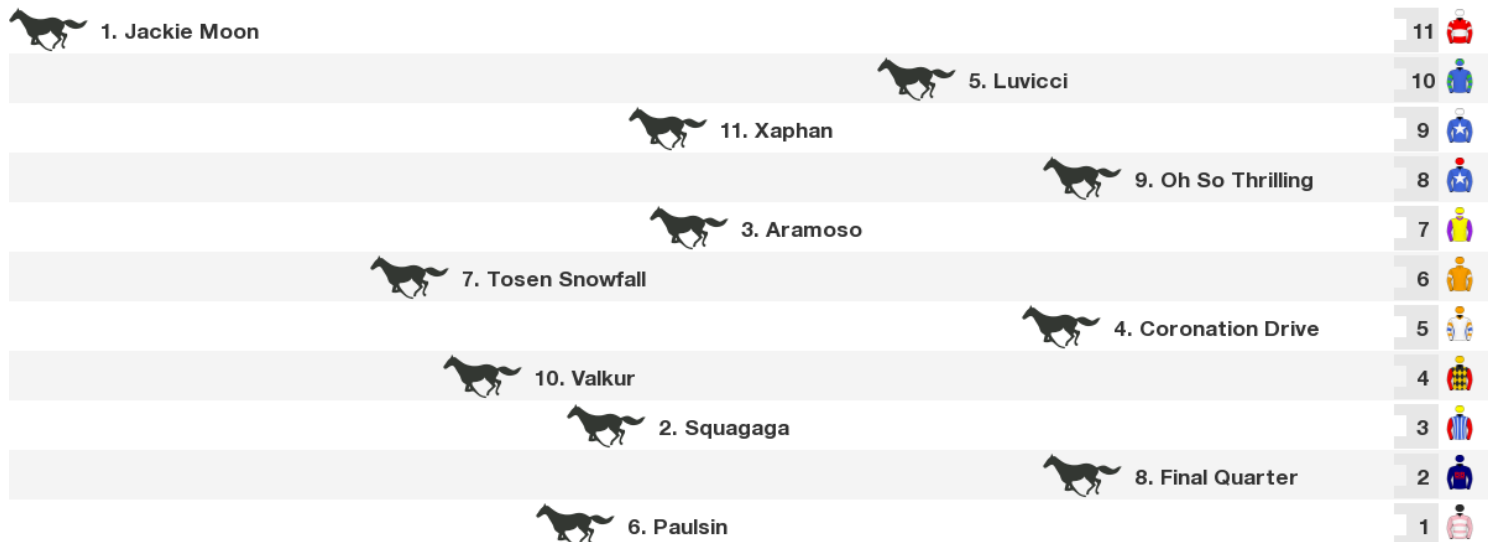 1. Jackie Moon 11
5. Luvicci 10
11. Xaphan 9
9. Oh So Thrilling 8
3. Aramoso 7
7. Tosen Snowfall 6
4. Coronation Drive 5
10. Valkur 4
2. Squagaga 3
8. Final Quarter 2
6. Paulsin 1